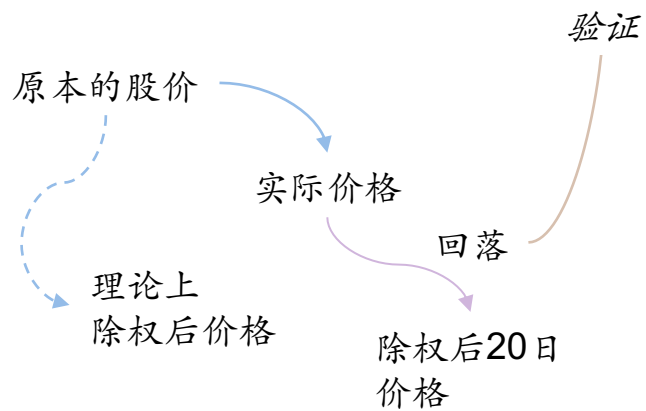 验证
原本的股价
实际价格
回落
理论上
除权后价格
除权后20日
价格